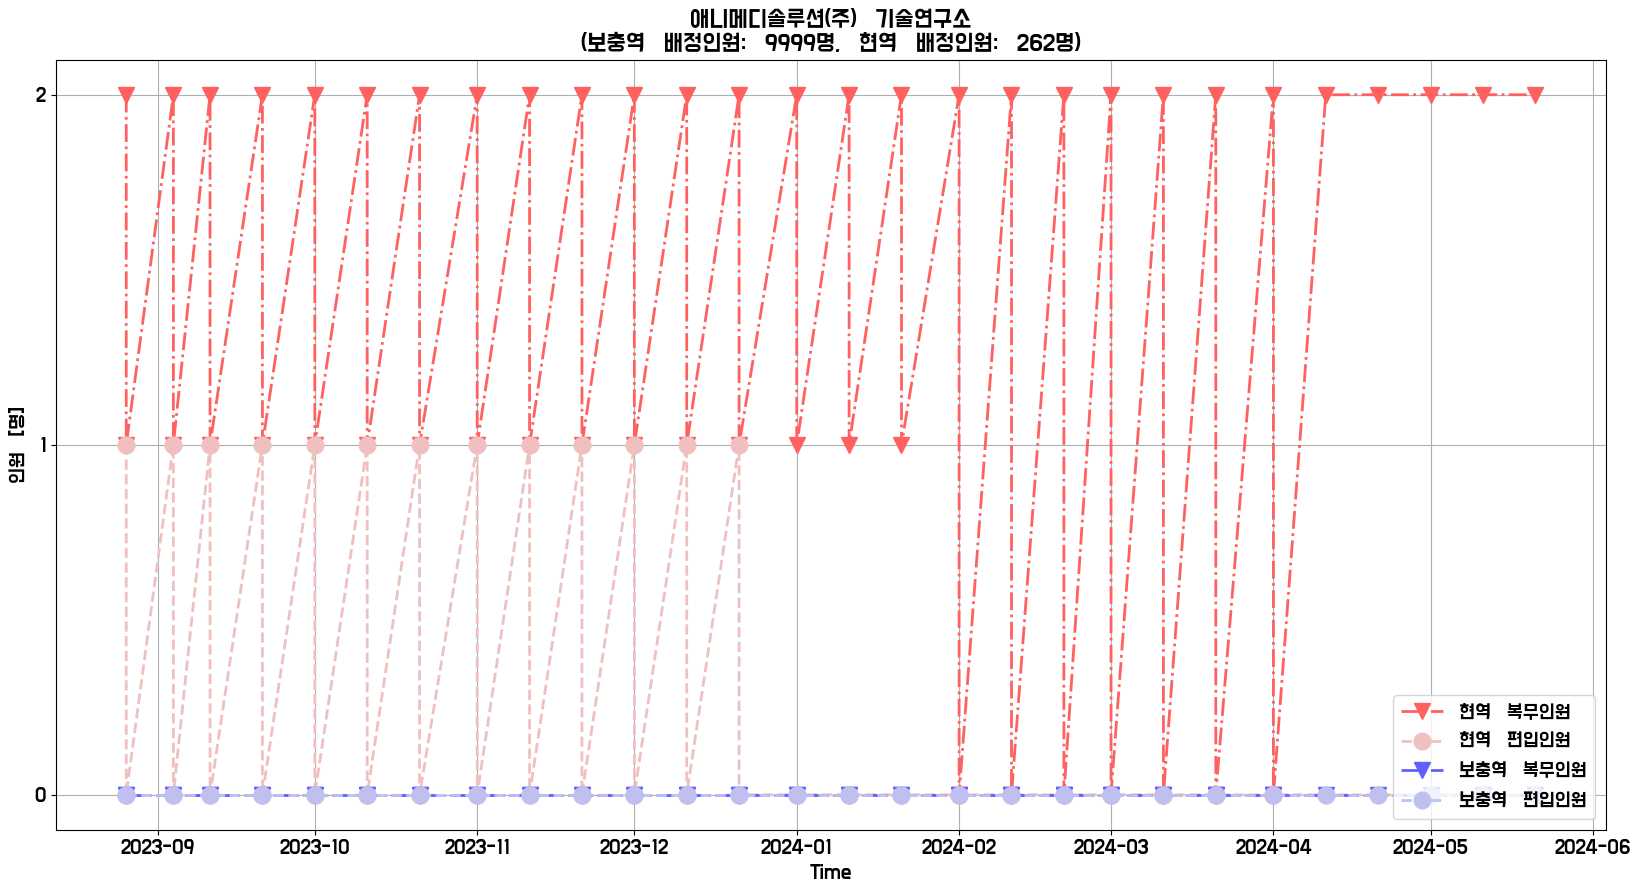 애니메디솔루션(주) 기술연구소
(보충역 배정인원: 9999명, 현역 배정인원: 262명)
2
1
0
인원 [명]
현역 복무인원
현역 편입인원
보충역 복무인원
보충역 편입인원
2023-09 2023-10 2023-11 2023-12 2024-01 2024-02 2024-03 2024-04 2024-05 2024-06
Time